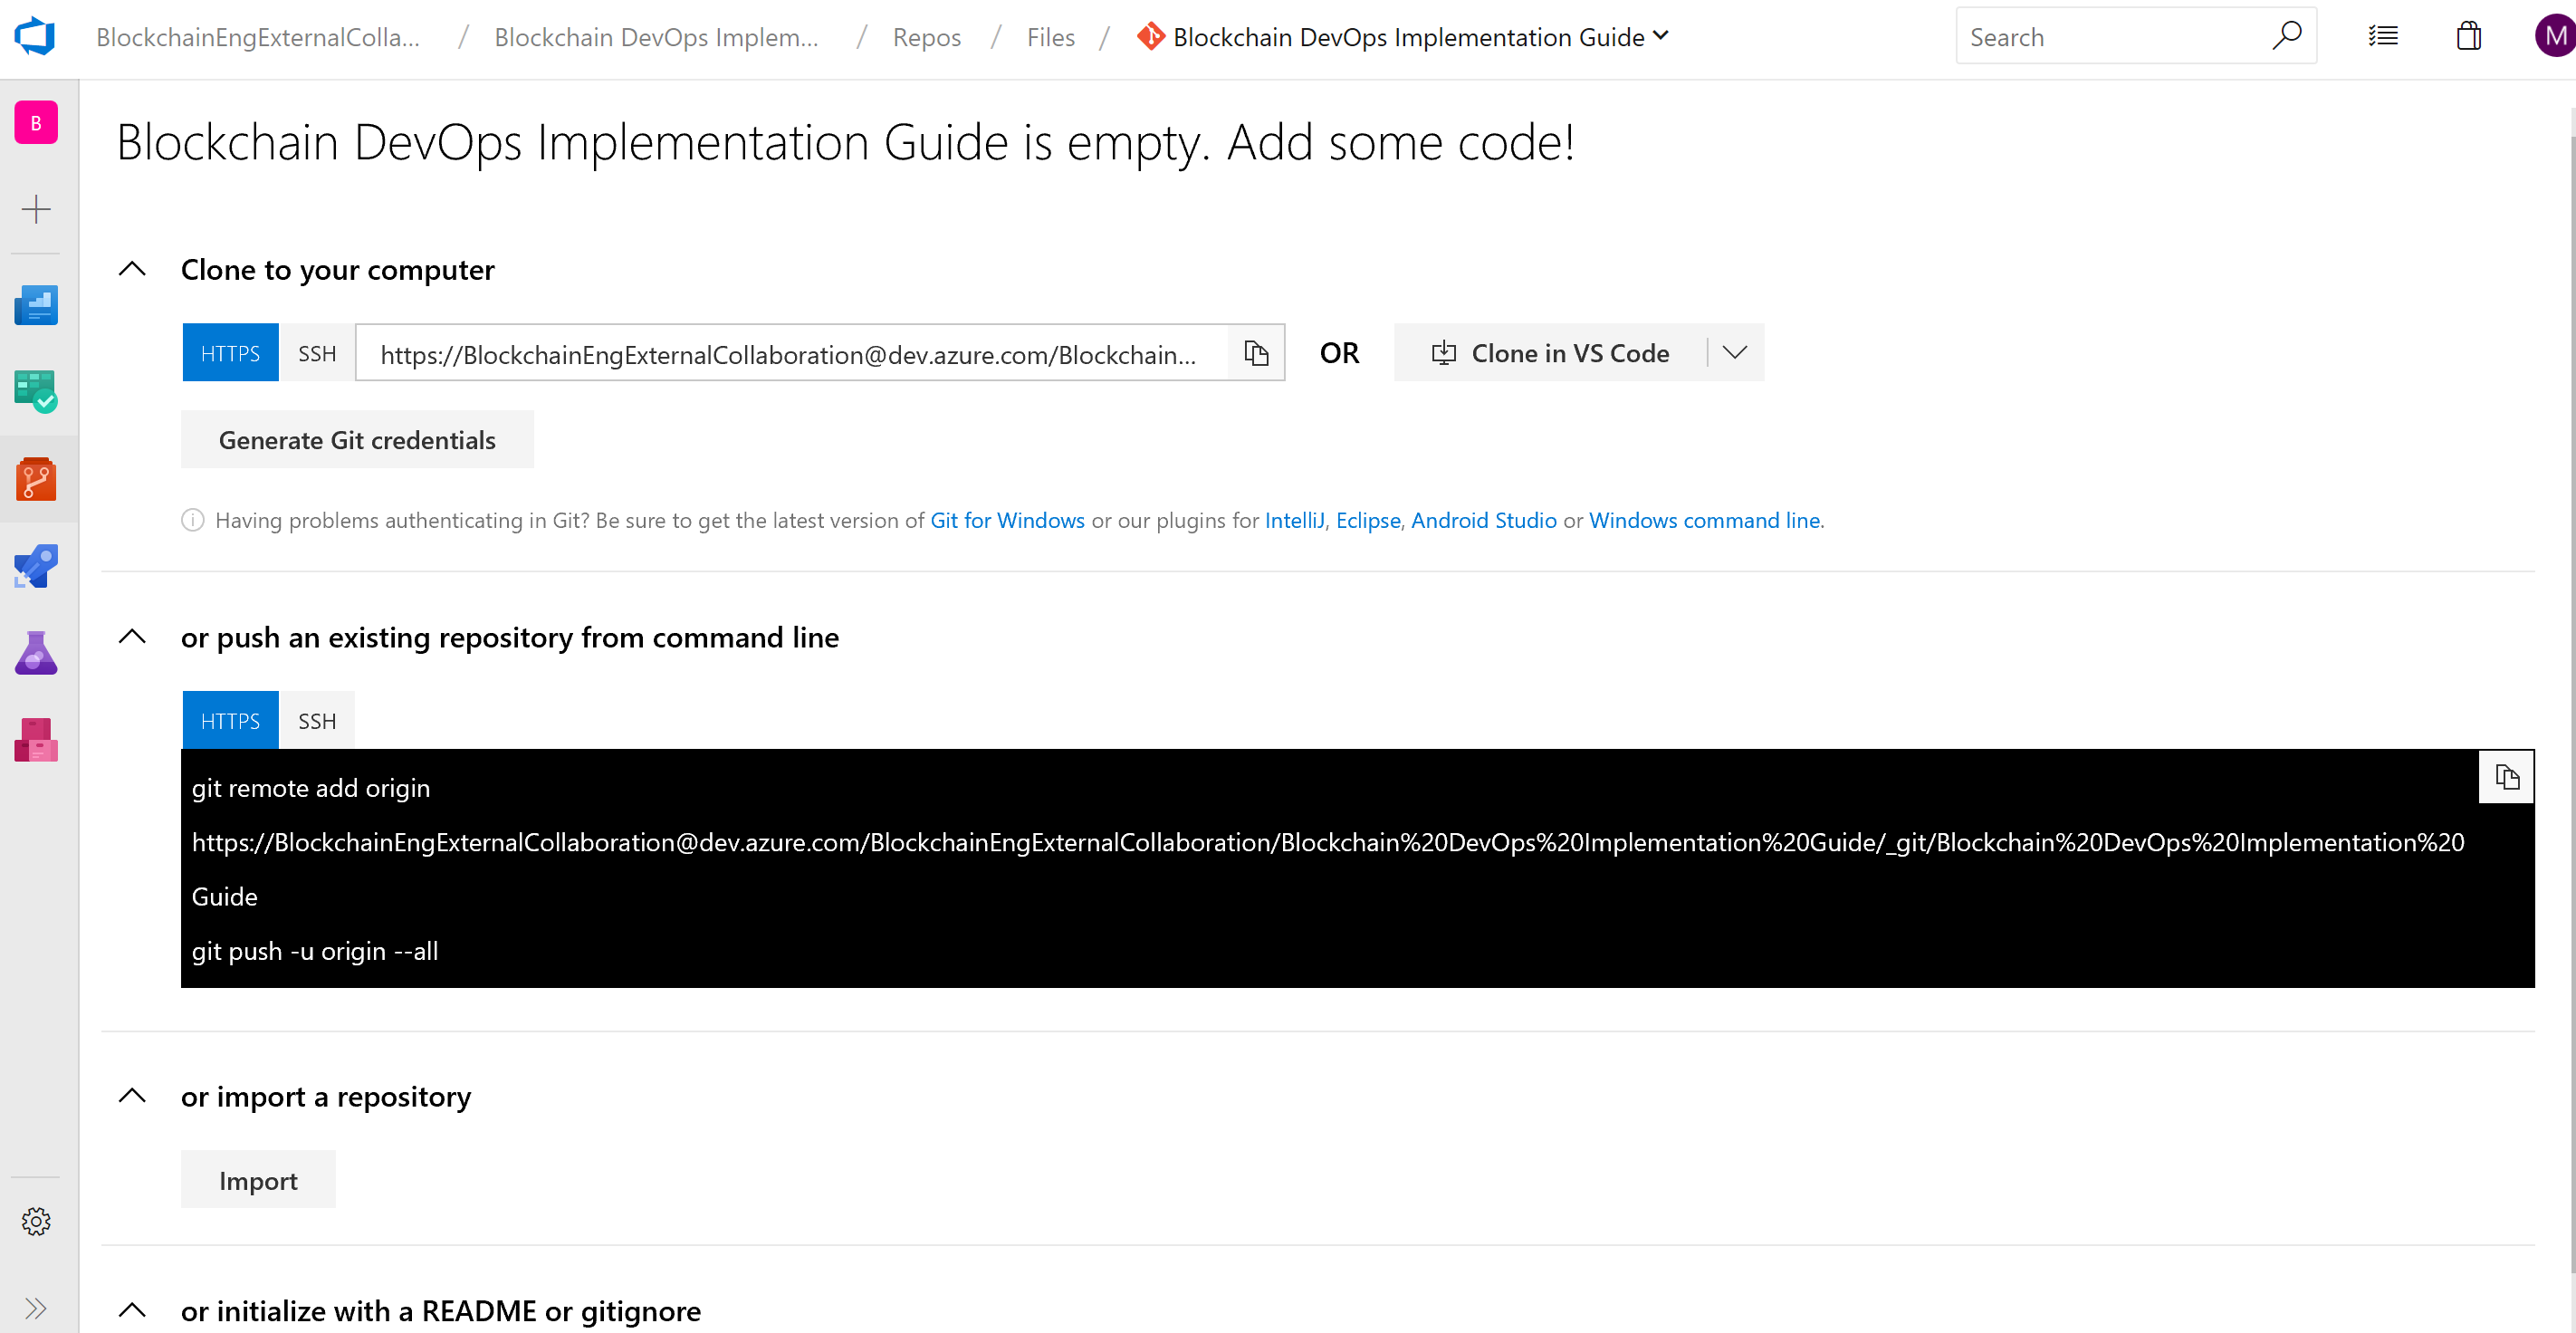 BlockchainEngExternalColla... / Blockchain DevOps Implem... / Repos / Files / Blockchain DevOps Implementation Guide
Search
M
B
Blockchain DevOps Implementation Guide is empty. Add some code!
Clone to your computer
HTTPS SSH https://BlockchainEngExternalCollaboration@dev.azure.com/Blockchain... OR Clone in VS Code
Generate Git credentials
Having problems authenticating in Git? Be sure to get the latest version of Git for Windows or our plugins for IntelliJ, Eclipse, Android Studio or Windows command line.
or push an existing repository from command line
HTTPS SSH
git remote add origin
https://BlockchainEngExternalCollaboration@dev.azure.com/BlockchainEngExternalCollaboration/Blockchain%20DevOps%20Implementation%20Guide/_git/Blockchain%20DevOps%20Implementation%20
Guide
git push -u origin --all
or import a repository
Import
or initialize with a README or gitignore